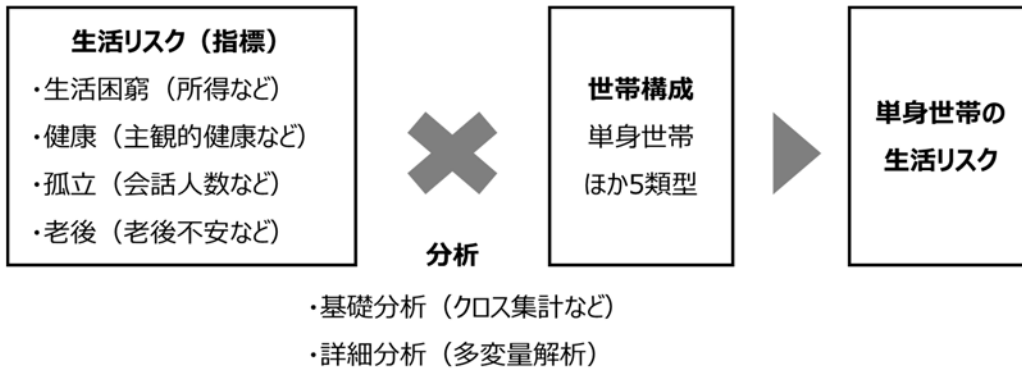 生活リスク（指標）
・生活困窮（所得など）
・健康（主観的健康など）
・孤立（会話人数など）
・老後（老後不安など）
分析
・基礎分析（クロス集計など）
・詳細分析（多変量解析）
世帯構成
単身世帯
ほか5類型
単身世帯の
生活リスク